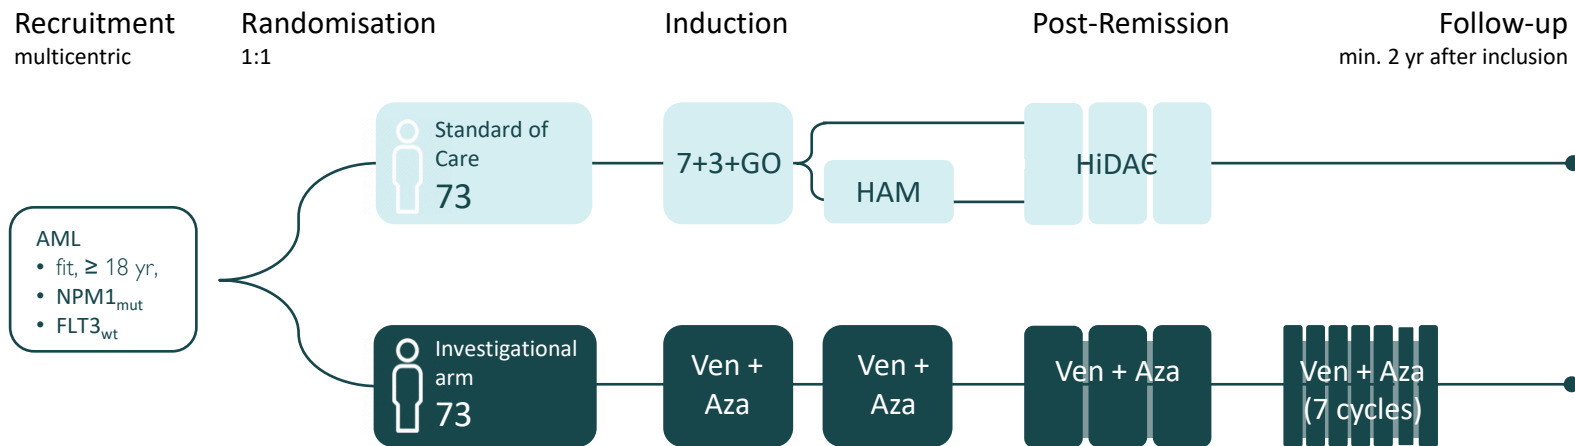 Recruitment
multicentric
Randomisation
1:1
Induction
Post-Remission
Follow-up
min. 2 yr after inclusion
Standard of
Care
73
7+3+GO
HAM
HiDAC
AML
• fit, ≥ 18 yr,
• NPM1mut
• FLT3wt
Investigational
arm
73
Ven +
Aza
Ven +
Aza
Ven + Aza
Ven + Aza
(7 cycles)